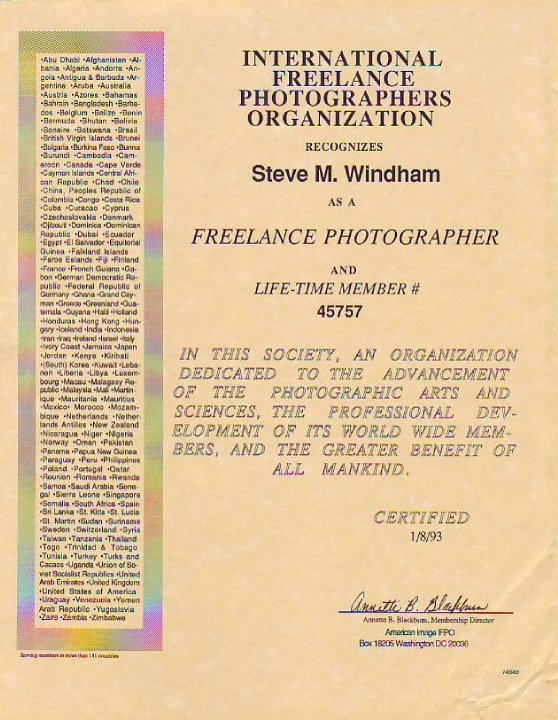 •Abu Dhabi •Afghanistan •Al-
bania •Algeria •Andorra •An-
gola •Antigua & Barbuda •Ar-
gentina •Aruba •Australia
•Austria •Azores •Bahamas
•Bahrain •Bangladesh •Barba-
dos •Belgium •Belize •Benin
•Bermuda •Bhutan •Bolivia
•Bonaire •Botswana •Brasil
•British Virgin Islands •Brunei
•Bulgaria •Burkina Faso •Burma
•Burundi •Cambodia •Cam-
eroon •Canada •Cape Verde
•Cayman Islands •Central Afri-
can Republic •Chad •Chile
•China, Peoples Republic of
•Colombia •Congo •Costa Rica
•Cuba •Curacao •Cyprus
•Czechoslovakia •Denmark
•Djibouti •Dominica •Dominican
Republic •Dubai •Ecuador
•Egypt •El Salvador •Equitorial
Guinea •Falkland Islands
•Faroe Eslands •Fiji •Finland
•France •French Guiana •Ga-
bon •German Democratic Re-
public •Federal Republic of
Germany •Ghana •Grand Cay-
man •Greece •Greenland •Gua-
temala •Guyana •Haiti •Holland
•Honduras •Hong Kong •Hun-
gary •Iceland •India •Indonesia
•Iran •Iraq •Ireland •Israel •Italy
•Ivory Coast •Jamaica •Japan
•Jordan •Kenya •Kiribati
•(South) Korea •Kuwait •Leba-
non •Liberia •Libya •Luxem-
bourg •Macau •Malagasy Re-
public •Malaysia •Mali •Martin-
ique •Mauritania •Mauritius
•Mexico• Morocco •Mozam-
bique •Netherlands •Nether-
lands Antilles •New Zealand
•Nicaragua •Niger •Nigeria
•Norway •Oman •Pakistan
•Panama •Papua New Guinea
•Paraguay •Peru •Philippines
•Poland •Portugal •Qatar
•Reunion •Romania •Rwanda
•Samoa •Saudi Arabia •Sene-
gal •Sierra Leone •Singapore
•Somalia •South Africa •Spain
•Sri Lanka •St. Kitts •St. Lucia
•St. Martin •Sudan •Suriname
•Sweden •Switzerland •Syria
•Taiwan •Tanzania •Thailand
•Togo •Trinidad & Tobago
•Tunisia •Turkey •Turks and
Cacaos •Uganda •Union of So-
viet Socialist Republics •United
Arab Emirates •United Kingdom
•United States of America
•Uraguay •Venezuela •Yemen
Arab Republic •Yugoslavia
•Zaire •Zambia •Zimbabwe
Serving members in more than 141 countries
INTERNATIONAL
FREELANCE
PHOTOGRAPHERS
ORGANIZATION
RECOGNIZES
Steve M. Windham
AS A
FREELANCE PHOTOGRAPHER
AND
LIFE-TIME MEMBER #
45757
IN THIS SOCIETY, AN ORGANIZATION
DEDICATED TO THE ADVANCEMENT
OF THE PHOTOGRAPHIC ARTS AND
SCIENCES, THE PROFESSIONAL DEV-
ELOPMENT OF ITS WORLD WIDE MEM-
BERS, AND THE GREATER BENEFIT OF
ALL MANKIND.
CERTIFIED
1/8/93
Annette B. Blackburn
Annette B. Blackburn, Membership Director
American Image IFPO
Box 18205 Washington DC 20036